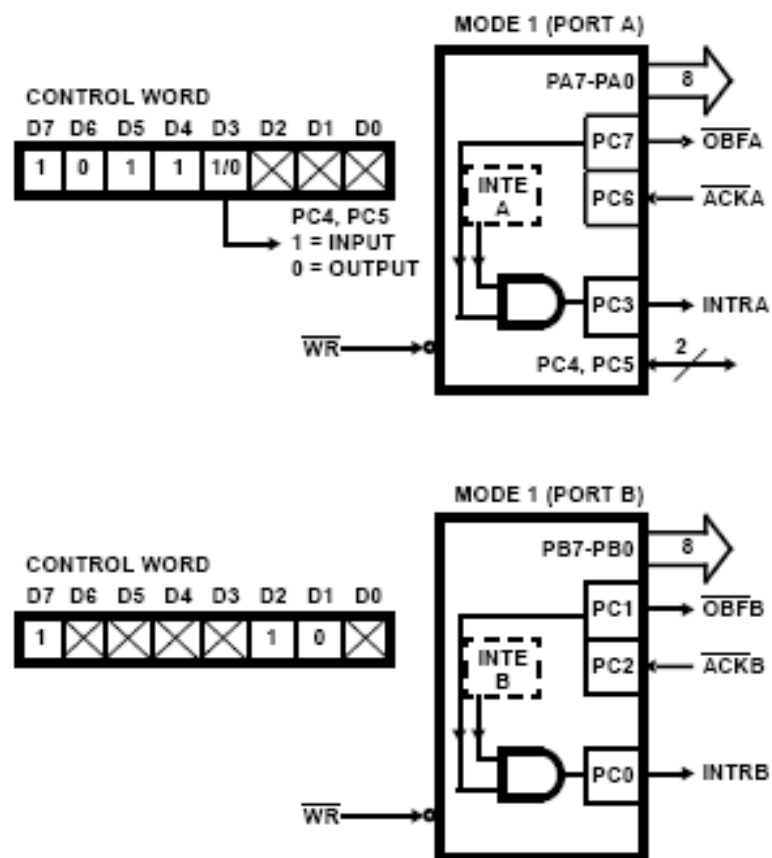 MODE 1 (PORT A)
PA7-PA0
8
CONTROL WORD
D7 D6 D5 D4 D3 D2 D1 D0
1 0 1 1 1/0
PC4, PC5
1 = INPUT
0 = OUTPUT
PC7
OBFA
INTE
A
PC6
ACKA
PC3
INTRA
WR
PC4, PC5
2
MODE 1 (PORT B)
PB7-PB0
8
CONTROL WORD
D7 D6 D5 D4 D3 D2 D1 D0
1 1 0
PC1
OBFB
INTE
B
PC2
ACKB
PC0
INTRB
WR